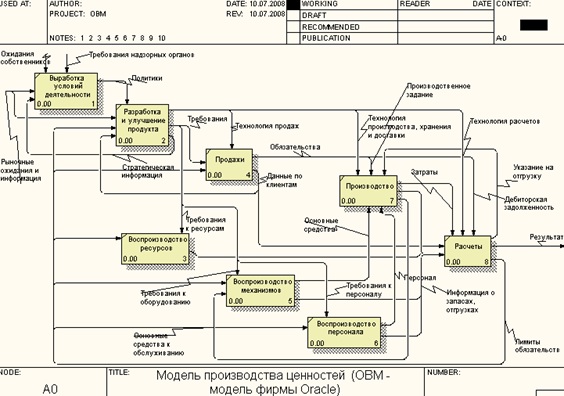 USED AT:
AUTHOR:
PROJECT: OBM
DATE: 10.07.2008
REV: 10.07.2008
NOTES: 1 2 3 4 5 6 7 8 9 10
WORKING
DRAFT
RECOMMENDED
PUBLICATION
READER
DATE
CONTEXT:
A-0
Ожидания
собственников
Требования надзорных органов
Выработка
условий
деятельности
0.00 1
Политики
Разработка
и улучшение
продукта
0.00 2
Требования
Технология продаж
Производственное
задание
Технология
производства, хранения
и доставки
Технология расчетов
Обязательства
Рыночные
ожидания и
информация
Стратегическая
информация
Продажи
0.00 4
Данные по
клиентам
Производство
0.00 7
Затраты
Указание на
отгрузку
Дебиторская
задолженность
Требования
к ресурсам
Основные
средства
Воспроизводство
ресурсов
0.00 3
Расчеты
0.00 8
Результат
Требования к
оборудованию
Воспроизводство
механизмов
0.00 5
Требования к
персоналу
Персонал
Информация о
запасах,
отгрузках
Основные
средства к
обслуживанию
Воспроизводство
персонала
0.00 6
Лимиты
обязательств
NODE:
A0
TITLE:
Модель производства ценностей (OBM -
модель фирмы Oracle)
NUMBER: